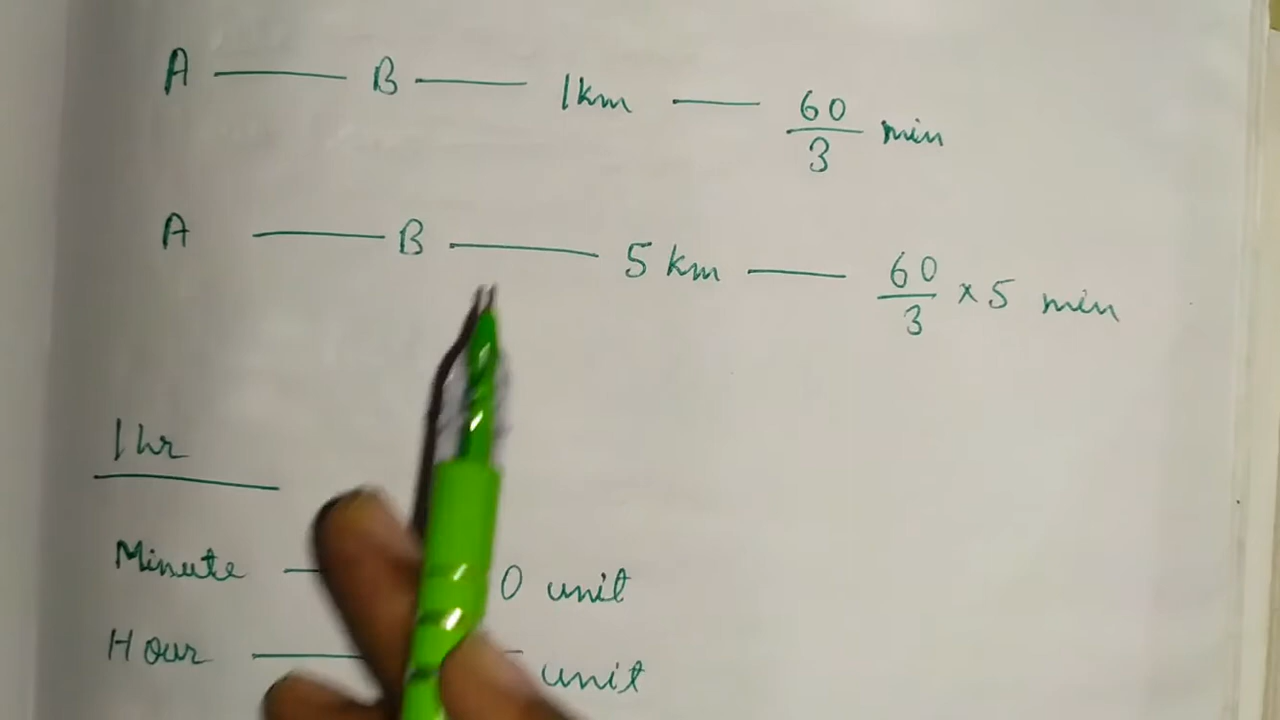 A — B — 1km — 60/3 min
A — B — 5 km — 60/3 × 5 min
1hr
Minute — 0 unit
Hour — unit